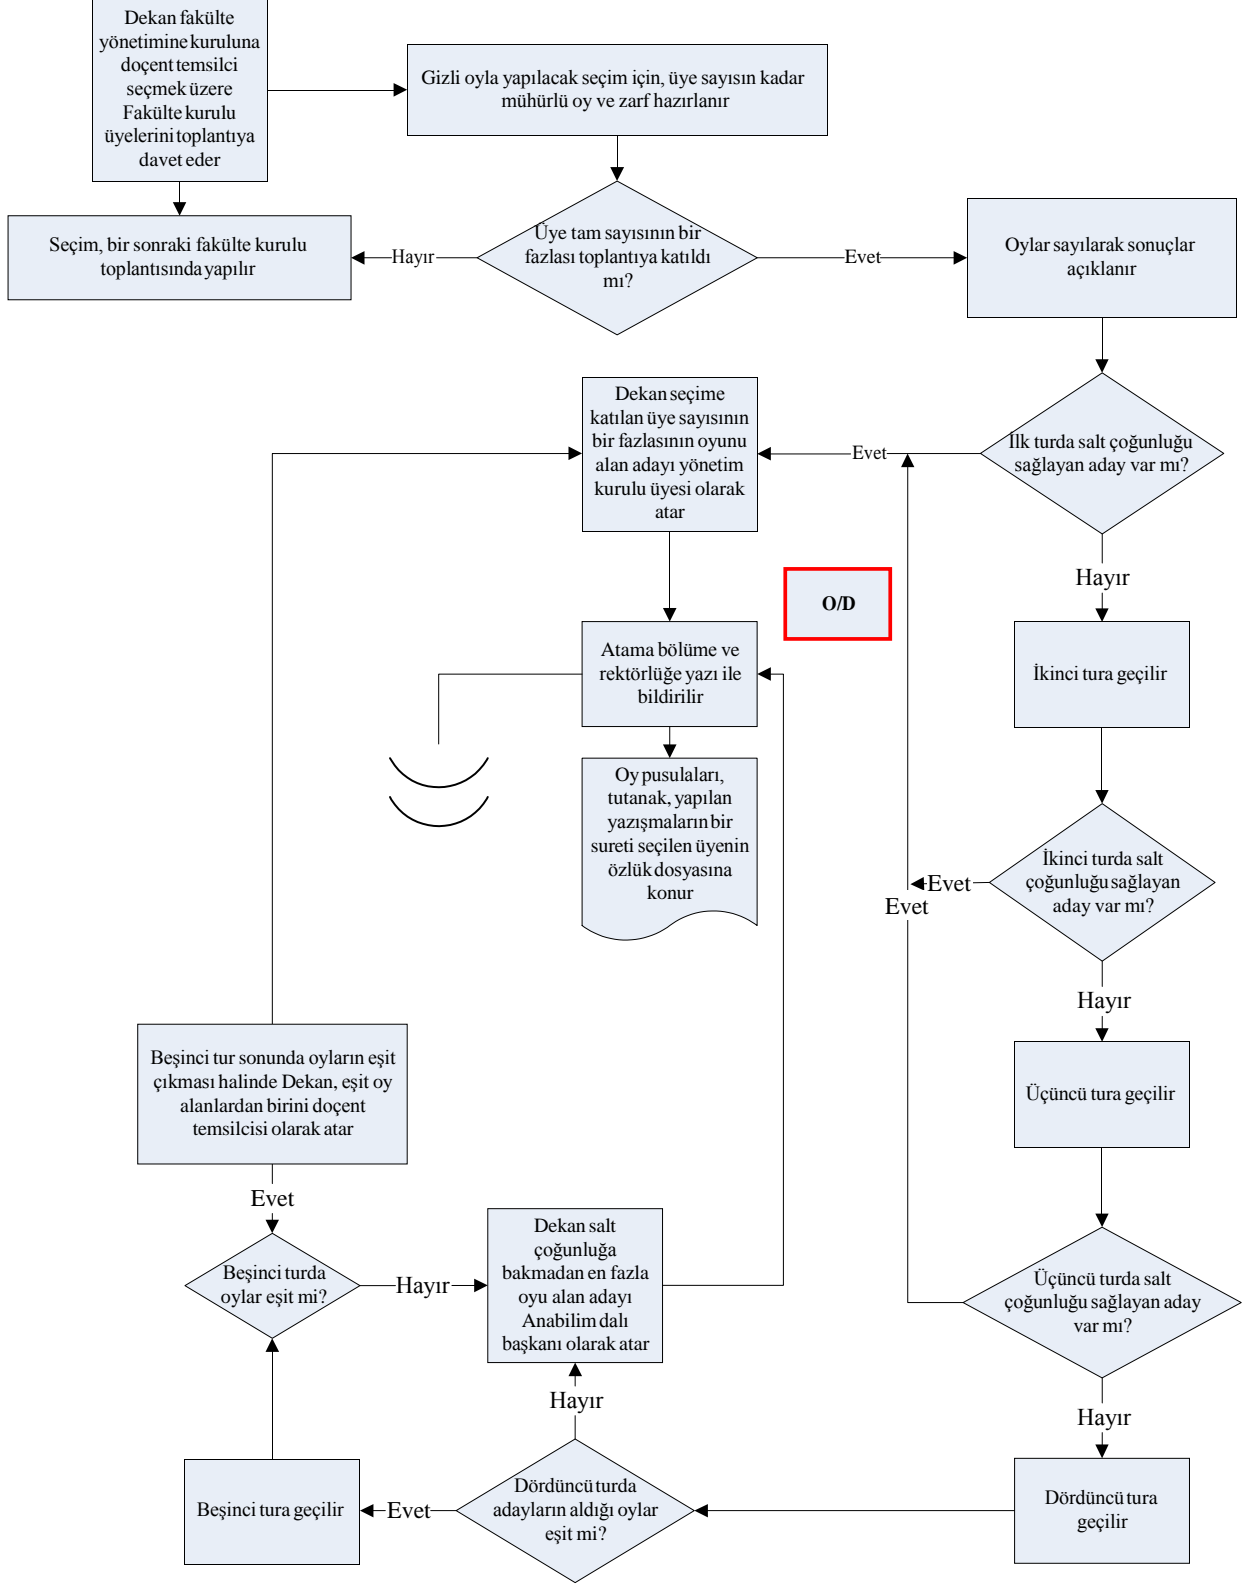 Dekan fakülte
yönetimine kuruluna
doçent temsilci
seçmek üzere
Fakülte kurulu
üyelerini toplantıya
davet eder
Gizli oyla yapılacak seçim için, üye sayısın kadar
mühürlü oy ve zarf hazırlanır
Seçim, bir sonraki fakülte kurulu
toplantısında yapılır
Hayır
Üye tam sayısının bir
fazlası toplantıya katıldı
mı?
Evet
Oylar sayılarak sonuçlar
açıklanır
Dekan seçime
katılan üye sayısının
bir fazlasının oyunu
alan adayı yönetim
kurulu üyesi olarak
atar
Evet
İlk turda salt çoğunluğu
sağlayan aday var mı?
Hayır
O/D
Atama bölüme ve
rektörlüğe yazı ile
bildirilir
İkinci tura geçilir
Oy pusulaları,
tutanak, yapılan
yazışmaların bir
sureti seçilen üyenin
özlük dosyasına
konur
Evet
Evet
İkinci turda salt
çoğunluğu sağlayan
aday var mı?
Hayır
Beşinci tur sonunda oyların eşit
çıkması halinde Dekan, eşit oy
alanlardan birini doçent
temsilcisi olarak atar
Üçüncü tura geçilir
Evet
Beşinci turda
oylar eşit mi?
Hayır
Dekan salt
çoğunluğa
bakmadan en fazla
oyu alan adayı
Anabilim dalı
başkanı olarak atar
Üçüncü turda salt
çoğunluğu sağlayan aday
var mı?
Hayır
Hayır
Beşinci tura geçilir
Evet
Dördüncü turda
adayların aldığı oylar
eşit mi?
Dördüncü tura
geçilir